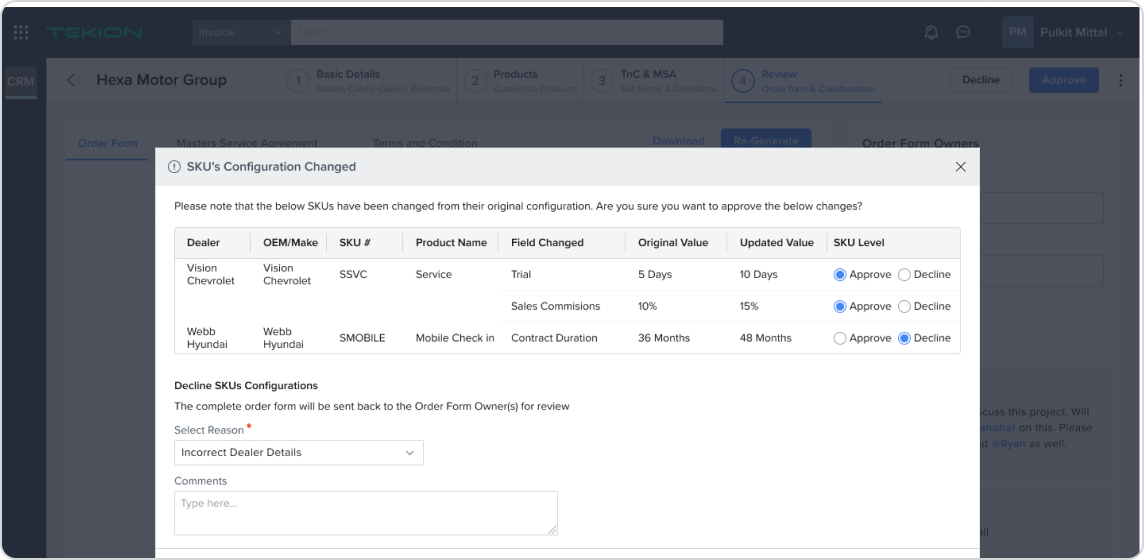 TEKION
Invoice
Search
PM
Pulkit Mittal
CRM
Hexa Motor Group
1
Basic Details
Dealer, Credit, Owner, Reminder
2
Products
Customise Products
3
TnC & MSA
Set Terms & Conditions
4
Review
Order form & Collaboration
Decline
Approve
Order Form
Masters Service Agreement
Terms and Condition
Download
Re-Generate
Order Form Owners
SKU's Configuration Changed
Please note that the below SKUs have been changed from their original configuration. Are you sure you want to approve the below changes?
Dealer OEM/Make SKU # Product Name Field Changed Original Value Updated Value SKU Level
Vision Chevrolet Vision Chevrolet SSVC Service Trial 5 Days 10 Days Approve Decline
Sales Commisions 10% 15% Approve Decline
Webb Hyundai Webb Hyundai SMOBILE Mobile Check in Contract Duration 36 Months 48 Months Approve Decline
Decline SKUs Configurations
The complete order form will be sent back to the Order Form Owner(s) for review
Select Reason *
Incorrect Dealer Details
Comments
Type here...
scuss this project. Will
anohar on this. Please
d @Ryan as well.
all